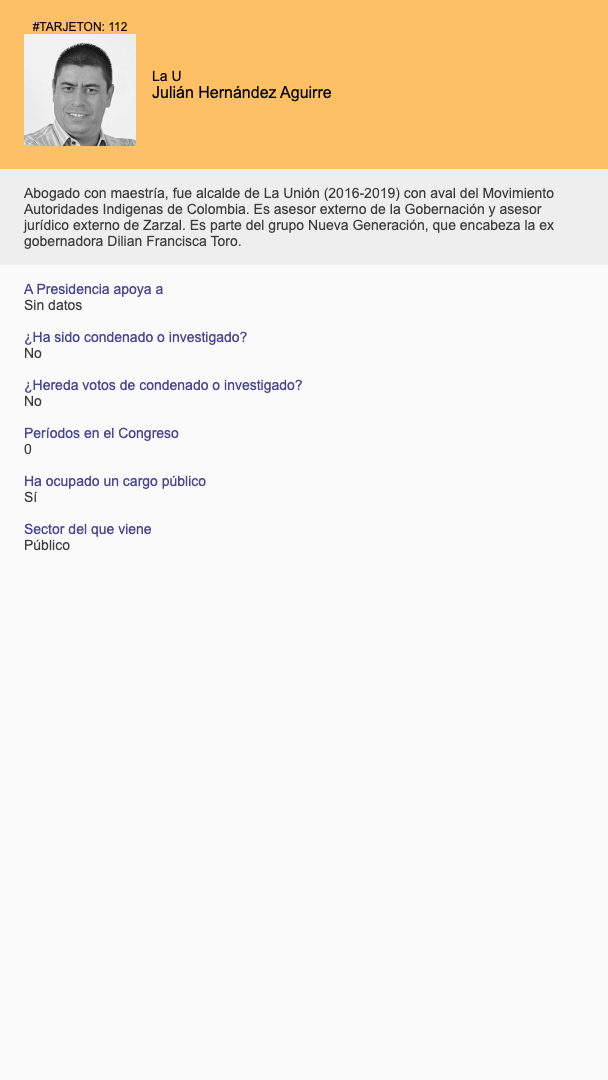 #TARJETON: 112
La U
Julián Hernández Aguirre
Abogado con maestría, fue alcalde de La Unión (2016-2019) con aval del Movimiento
Autoridades Indigenas de Colombia. Es asesor externo de la Gobernación y asesor
jurídico externo de Zarzal. Es parte del grupo Nueva Generación, que encabeza la ex
gobernadora Dilian Francisca Toro.
A Presidencia apoya a
Sin datos
¿Ha sido condenado o investigado?
No
¿Hereda votos de condenado o investigado?
No
Períodos en el Congreso
0
Ha ocupado un cargo público
Sí
Sector del que viene
Público